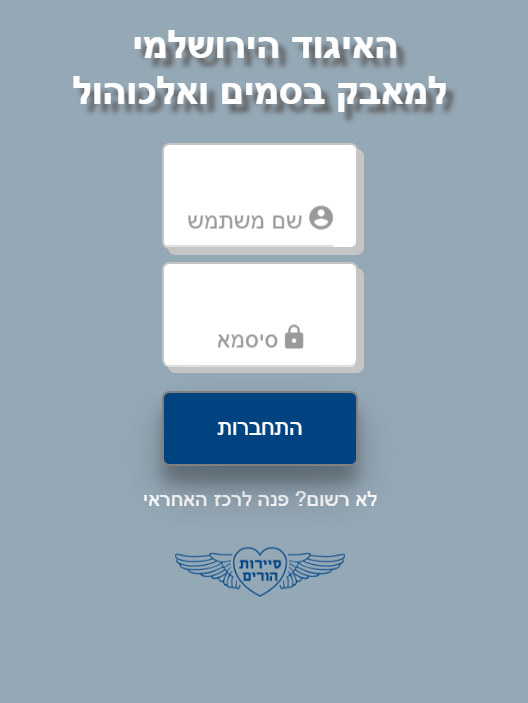 האיגוד הירושלמי
למאבק בסמים ואלכוהול
שם משתמש
סיסמא
התחברות
לא רשום? פנה לרכז האחראי
סיירות
הורים